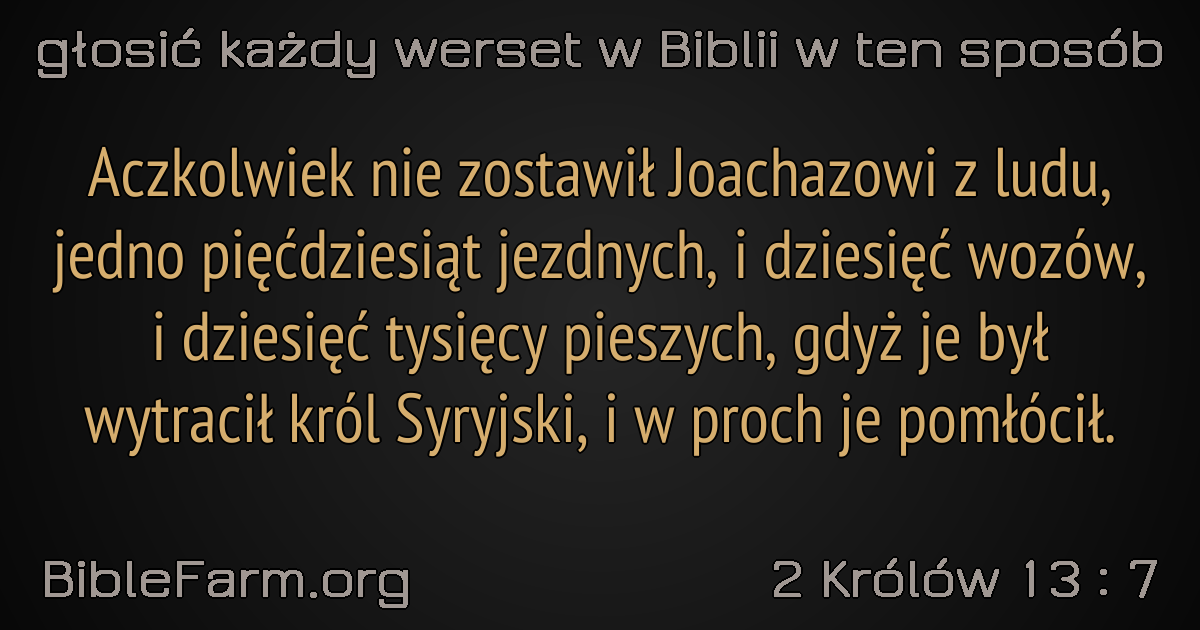 głosić każdy werset w Biblii w ten sposób
Aczkolwiek nie zostawił Joachazowi z ludu,
jedno pięćdziesiąt jezdnych, i dziesięć wozów,
i dziesięć tysięcy pieszych, gdyż je był
wytracił król Syryjski, i w proch je pomłócił.
BibleFarm.org
2 Królów 13 : 7